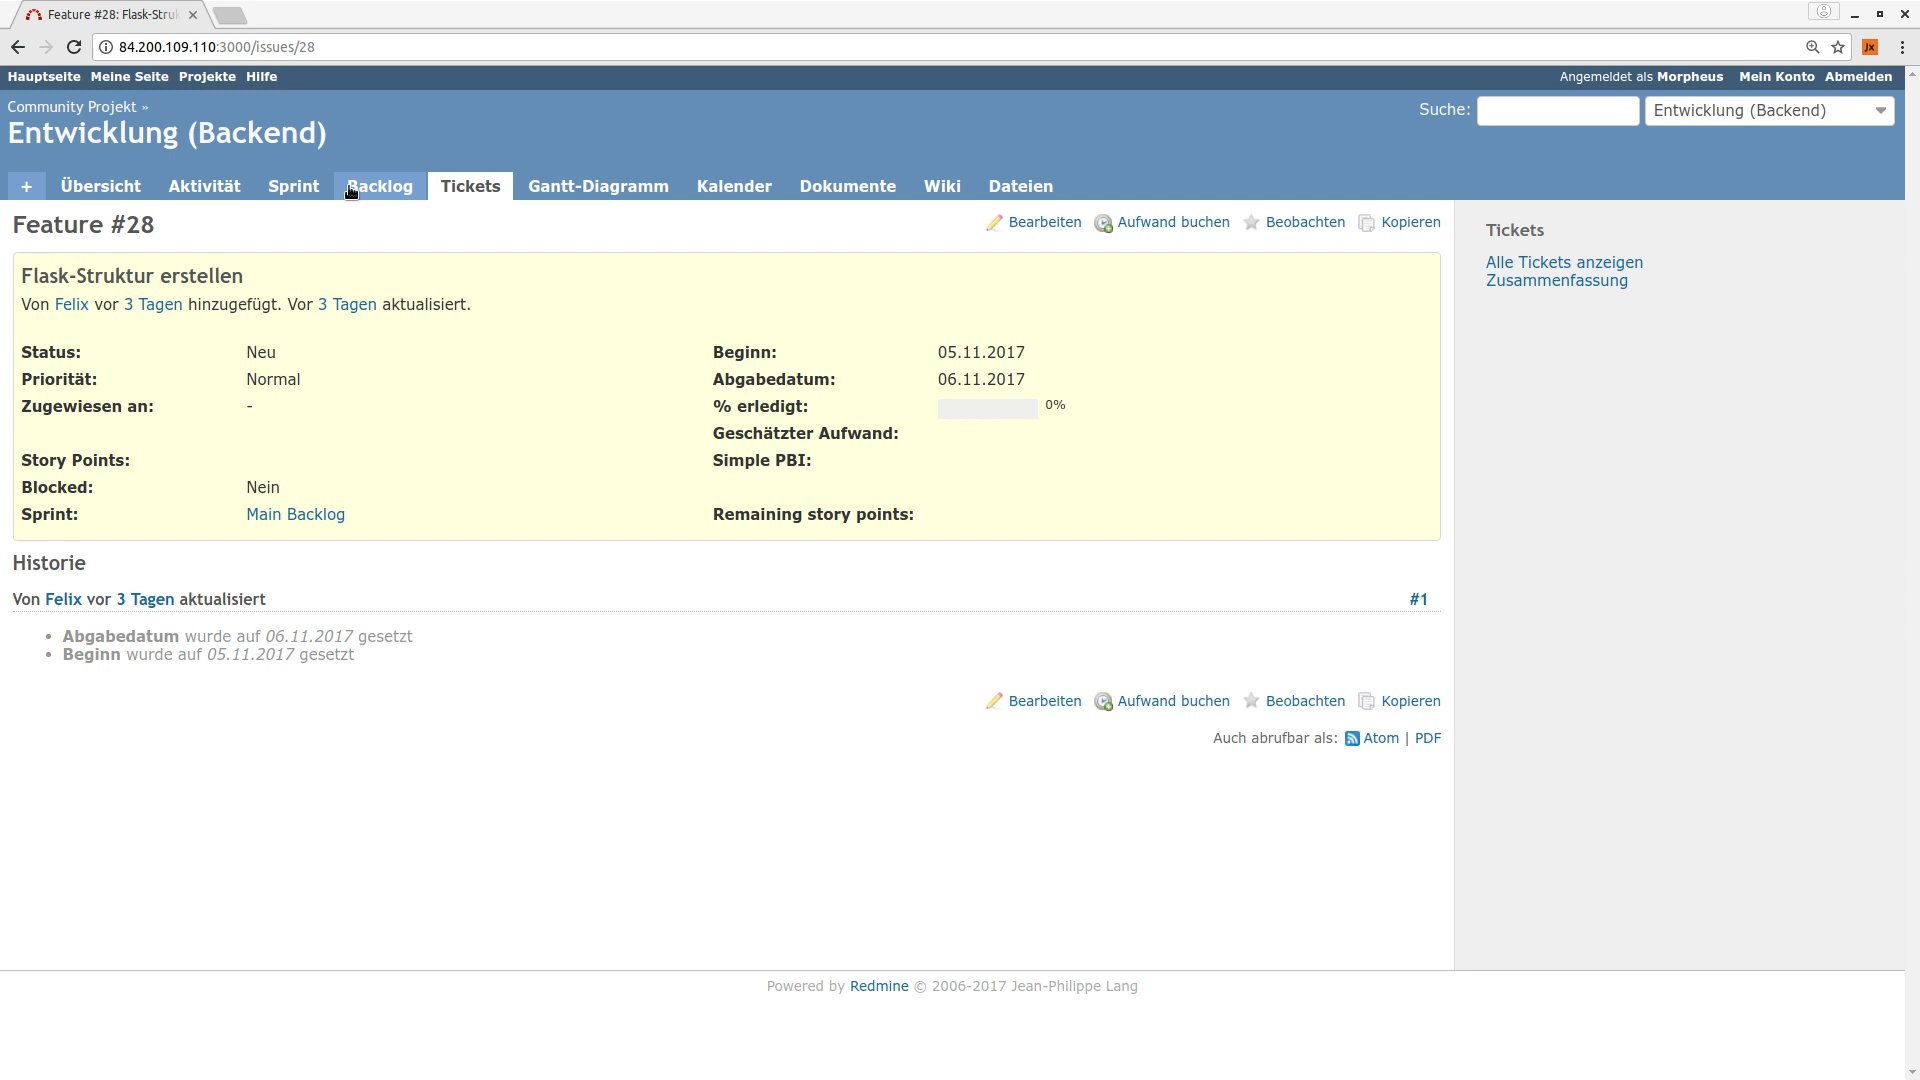 Feature #28: Flask-Stru
84.200.109.110:3000/issues/28
Jx
Hauptseite Meine Seite Projekte Hilfe
Angemeldet als Morpheus Mein Konto Abmelden
Community Projekt »
Suche: Entwicklung (Backend)
Entwicklung (Backend)
+ Übersicht Aktivität Sprint Backlog Tickets Gantt-Diagramm Kalender Dokumente Wiki Dateien
Feature #28
Bearbeiten Aufwand buchen Beobachten Kopieren
Flask-Struktur erstellen
Von Felix vor 3 Tagen hinzugefügt. Vor 3 Tagen aktualisiert.
Status: Neu Beginn: 05.11.2017
Priorität: Normal Abgabedatum: 06.11.2017
Zugewiesen an: - % erledigt: 0%
Geschätzter Aufwand:
Story Points: Simple PBI:
Blocked: Nein
Sprint: Main Backlog Remaining story points:
Historie
Von Felix vor 3 Tagen aktualisiert #1
• Abgabedatum wurde auf 06.11.2017 gesetzt
• Beginn wurde auf 05.11.2017 gesetzt
Bearbeiten Aufwand buchen Beobachten Kopieren
Auch abrufbar als: Atom | PDF
Tickets
Alle Tickets anzeigen
Zusammenfassung
Powered by Redmine © 2006-2017 Jean-Philippe Lang